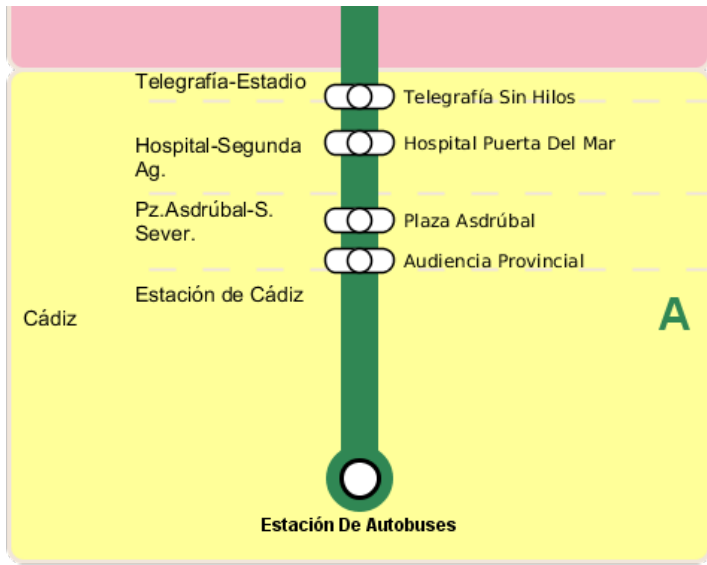 Telegrafía-Estadio
Telegrafía Sin Hilos
Hospital-Segunda
Ag.
Hospital Puerta Del Mar
Pz.Asdrúbal-S.
Sever.
Plaza Asdrúbal
Audiencia Provincial
Estación de Cádiz
Cádiz
A
Estación De Autobuses